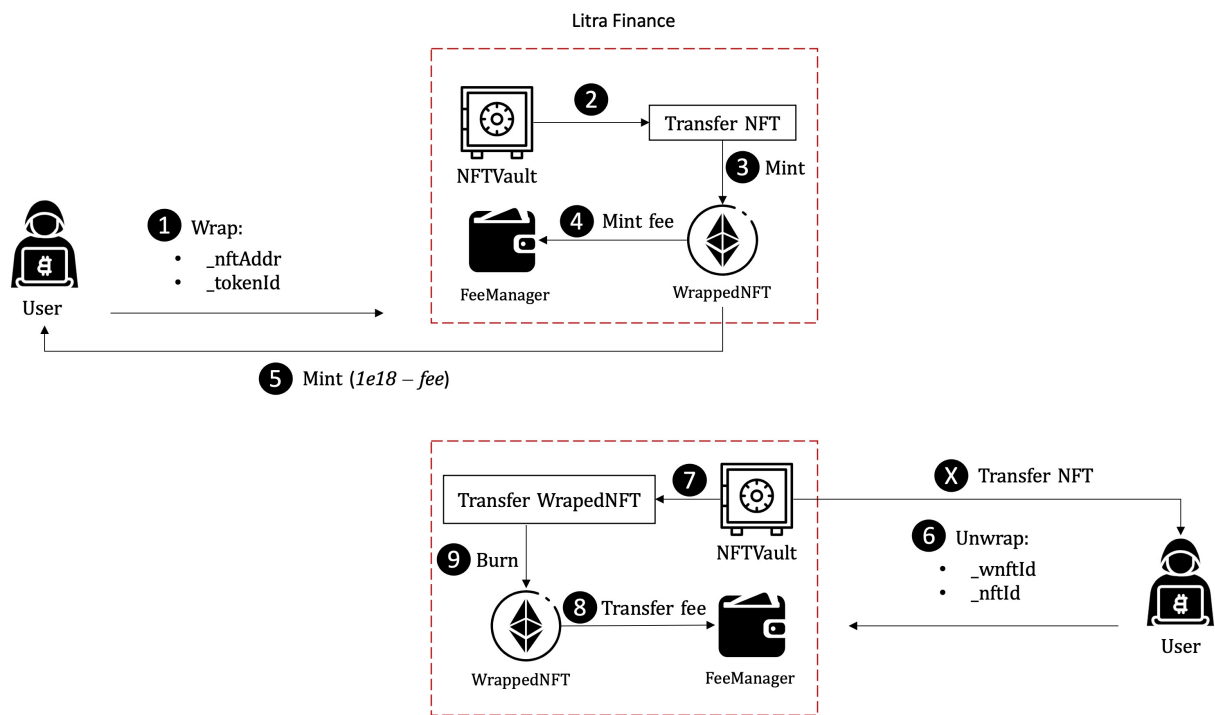 Litra Finance
2
Transfer NFT
NFTVault
3 Mint
4 Mint fee
FeeManager
WrappedNFT
1 Wrap:
• _nftAddr
• _tokenId
User
5 Mint (1e18 – fee)
7
Transfer WrapedNFT
NFTVault
X Transfer NFT
6 Unwrap:
• _wnftId
• _nftId
9 Burn
8 Transfer fee
WrappedNFT
FeeManager
User